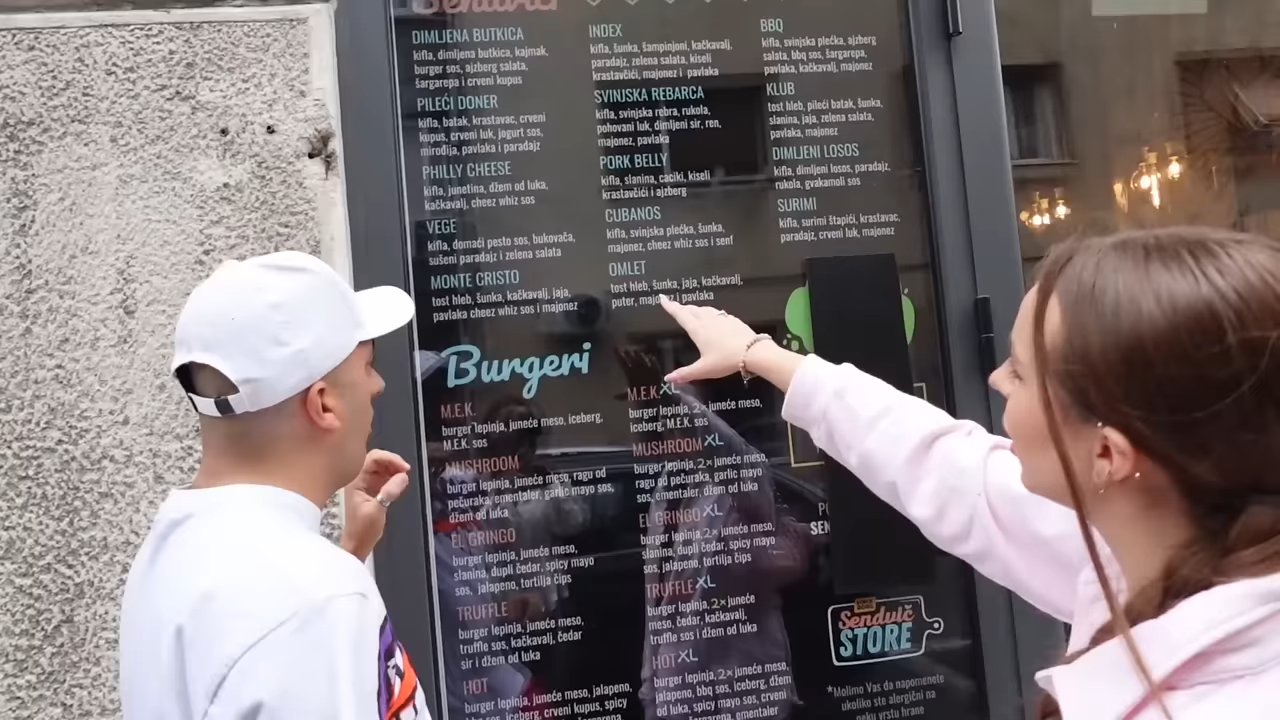 Sendviči
DIMLJENA BUTKICA
kifla, dimljena butkica, kajmak,
burger sos, ajzberg salata,
šargarepa i crveni kupus
PILEĆI DONER
kifla, batak, krastavac, crveni
kupus, crveni luk, jogurt sos,
mirođija, pavlaka i paradajz
PHILLY CHEESE
kifla, junetina, džem od luka,
kačkavalj, cheez whiz sos
VEGE
kifla, domaći pesto sos, bukovača,
sušeni paradajz i zelena salata
MONTE CRISTO
tost hleb, šunka, kačkavalj, jaja,
pavlaka cheez whiz sos i majonez
INDEX
kifla, šunka, šampinjoni, kačkavalj,
paradajz, zelena salata, kiseli
krastavčići, majonez i pavlaka
SVINJSKA REBARCA
kifla, svinjska rebra, rukola,
pohovani luk, dimljeni sir, ren,
majonez, pavlaka
PORK BELLY
kifla, slanina, caciki, kiseli
krastavčići i ajzberg
CUBANOS
kifla, svinjska plećka, šunka,
majonez, cheez whiz sos i senf
OMLET
tost hleb, šunka, jaja, kačkavalj,
puter, majonez i pavlaka
BBQ
kifla, svinjska plećka, ajzberg
salata, bbq sos, šargarepa,
pavlaka, kačkavalj, majonez
KLUB
tost hleb, pileći batak, šunka,
slanina, jaja, zelena salata,
pavlaka, majonez
DIMLJENI LOSOS
kifla, dimljeni losos, paradajz,
rukola, gvakamoli sos
SURIMI
kifla, surimi štapići, krastavac,
paradajz, crveni luk, majonez
Burgeri
M.E.K.
burger lepinja, juneće meso, iceberg,
M.E.K. sos
MUSHROOM
burger lepinja, juneće meso, ragu od
pečuraka, ementaler, garlic mayo sos,
džem od luka
EL GRINGO
burger lepinja, juneće meso,
slanina, dupli čedar, spicy mayo
sos, jalapeno, tortilja čips
TRUFFLE
burger lepinja, juneće meso,
truffle sos, kačkavalj, čedar
sir i džem od luka
HOT
burger lepinja, juneće meso, jalapeno,
bbq sos, iceberg, crveni kupus, spicy
M.E.K XL
burger lepinja, 2× juneće meso,
iceberg, M.E.K. sos
MUSHROOM XL
burger lepinja, 2× juneće meso,
ragu od pečuraka, garlic mayo
sos, ementaler, džem od luka
EL GRINGO XL
burger lepinja, 2× juneće meso,
slanina, dupli čedar, spicy mayo
sos, jalapeno, tortilja čips
TRUFFLE XL
burger lepinja, 2× juneće
meso, čedar, kačkavalj,
truffle sos i džem od luka
HOT XL
burger lepinja, 2× juneće meso,
jalapeno, bbq sos, iceberg, džem
od luka, spicy mayo sos, crveni
šargarepa, ementaler
SEN
Sendvič
STORE
*Molimo Vas da napomenete
ukoliko ste alergični na
neku vrstu hrane